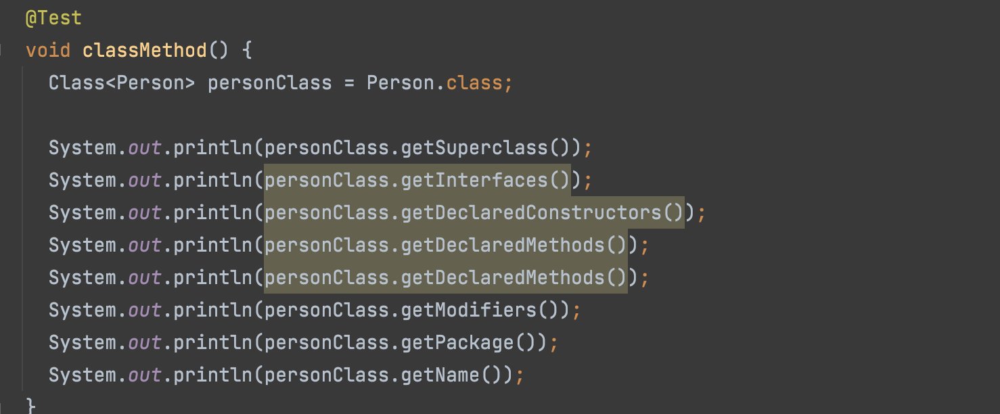 @Test
void classMethod() {
Class<Person> personClass = Person.class;
System.out.println(personClass.getSuperclass());
System.out.println(personClass.getInterfaces());
System.out.println(personClass.getDeclaredConstructors());
System.out.println(personClass.getDeclaredMethods());
System.out.println(personClass.getDeclaredMethods());
System.out.println(personClass.getModifiers());
System.out.println(personClass.getPackage());
System.out.println(personClass.getName());
}